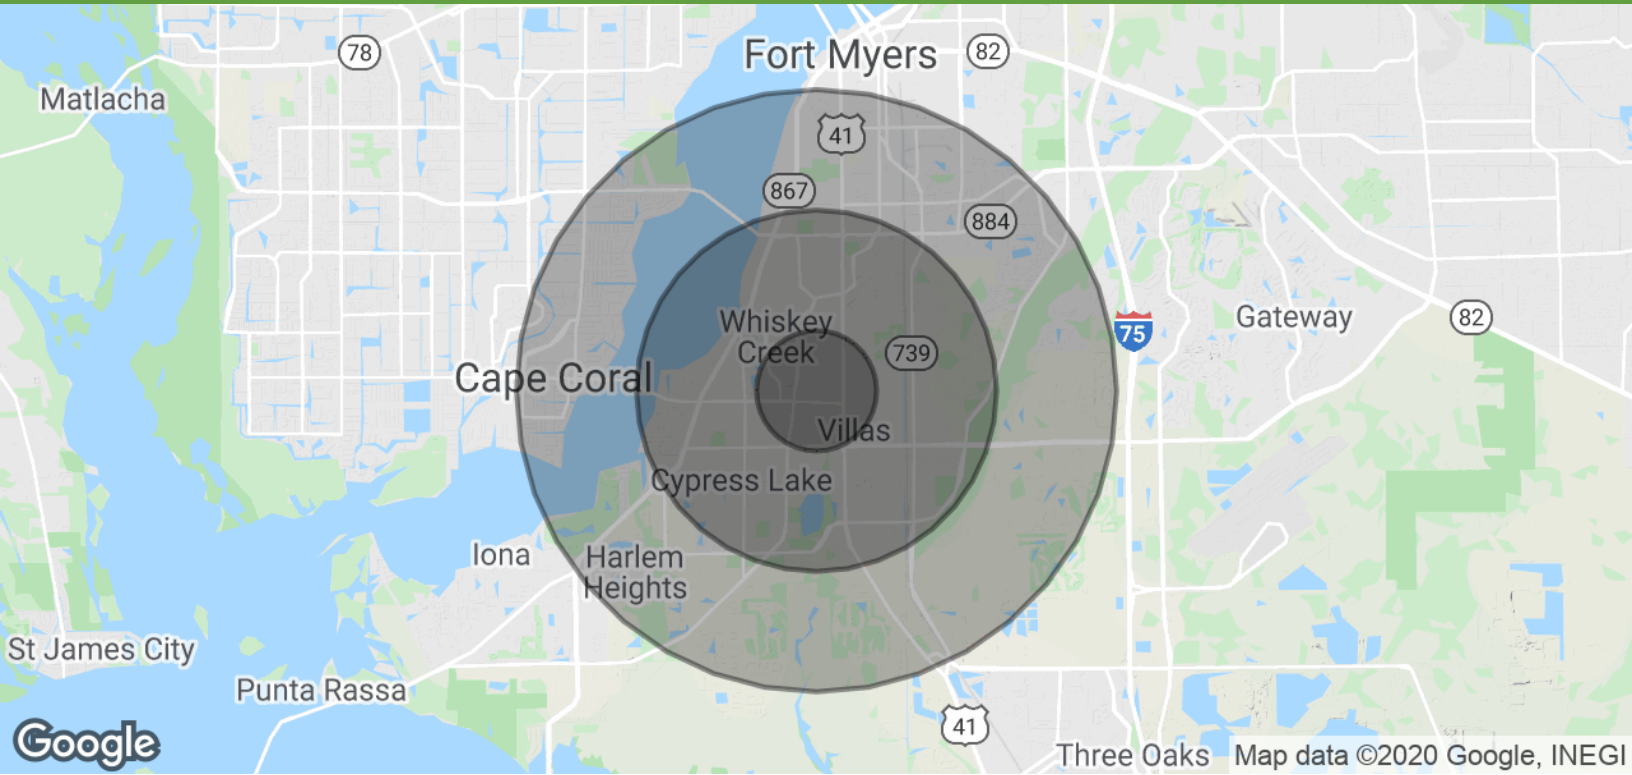 Fort Myers
82
78
Matlacha
41
867
884
Whiskey
Creek
739
75
Gateway
82
Cape Coral
Villas
Cypress Lake
Iona
Harlem
Heights
St James City
Punta Rassa
41
Google
Three Oaks
Map data ©2020 Google, INEGI